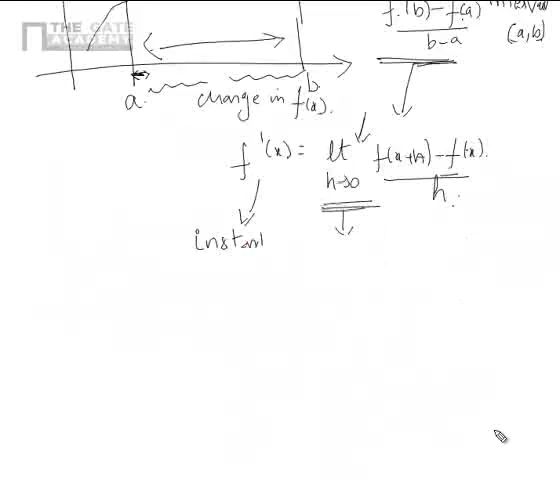 THE GATE
ACADEMY
f(b) - f(a)
b-a
interval
(a,b)
a
b
change in f(x).
f'(x) = lt f(x+h) - f(x).
h→0 h
instant